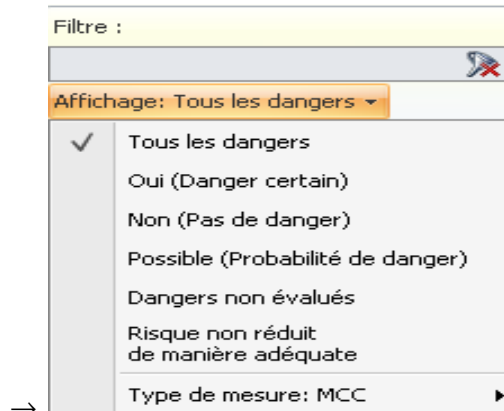 Filtre :
Affichage: Tous les dangers
Tous les dangers
Oui (Danger certain)
Non (Pas de danger)
Possible (Probabilité de danger)
Dangers non évalués
Risque non réduit
de manière adéquate
→ Type de mesure: MCC